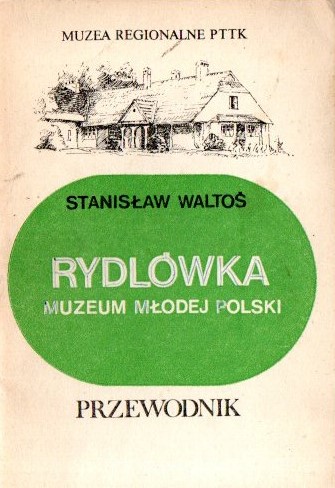 MUZEA REGIONALNE PTTK
STANISŁAW WALTOŚ
RYDLÓWKA
MUZEUM MŁODEJ POLSKI
PRZEWODNIK